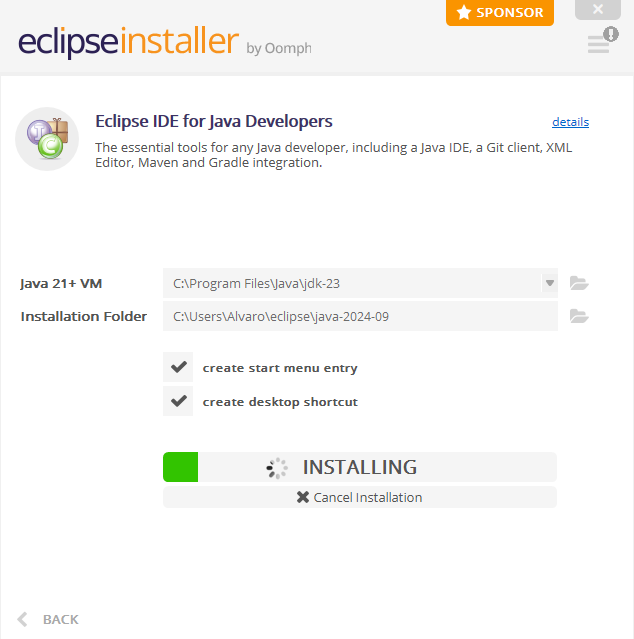 SPONSOR
eclipseinstaller by Oomph
Eclipse IDE for Java Developers
details
The essential tools for any Java developer, including a Java IDE, a Git client, XML
Editor, Maven and Gradle integration.
Java 21+ VM
C:\Program Files\Java\jdk-23
Installation Folder
C:\Users\Alvaro\eclipse\java-2024-09
create start menu entry
create desktop shortcut
INSTALLING
Cancel Installation
BACK